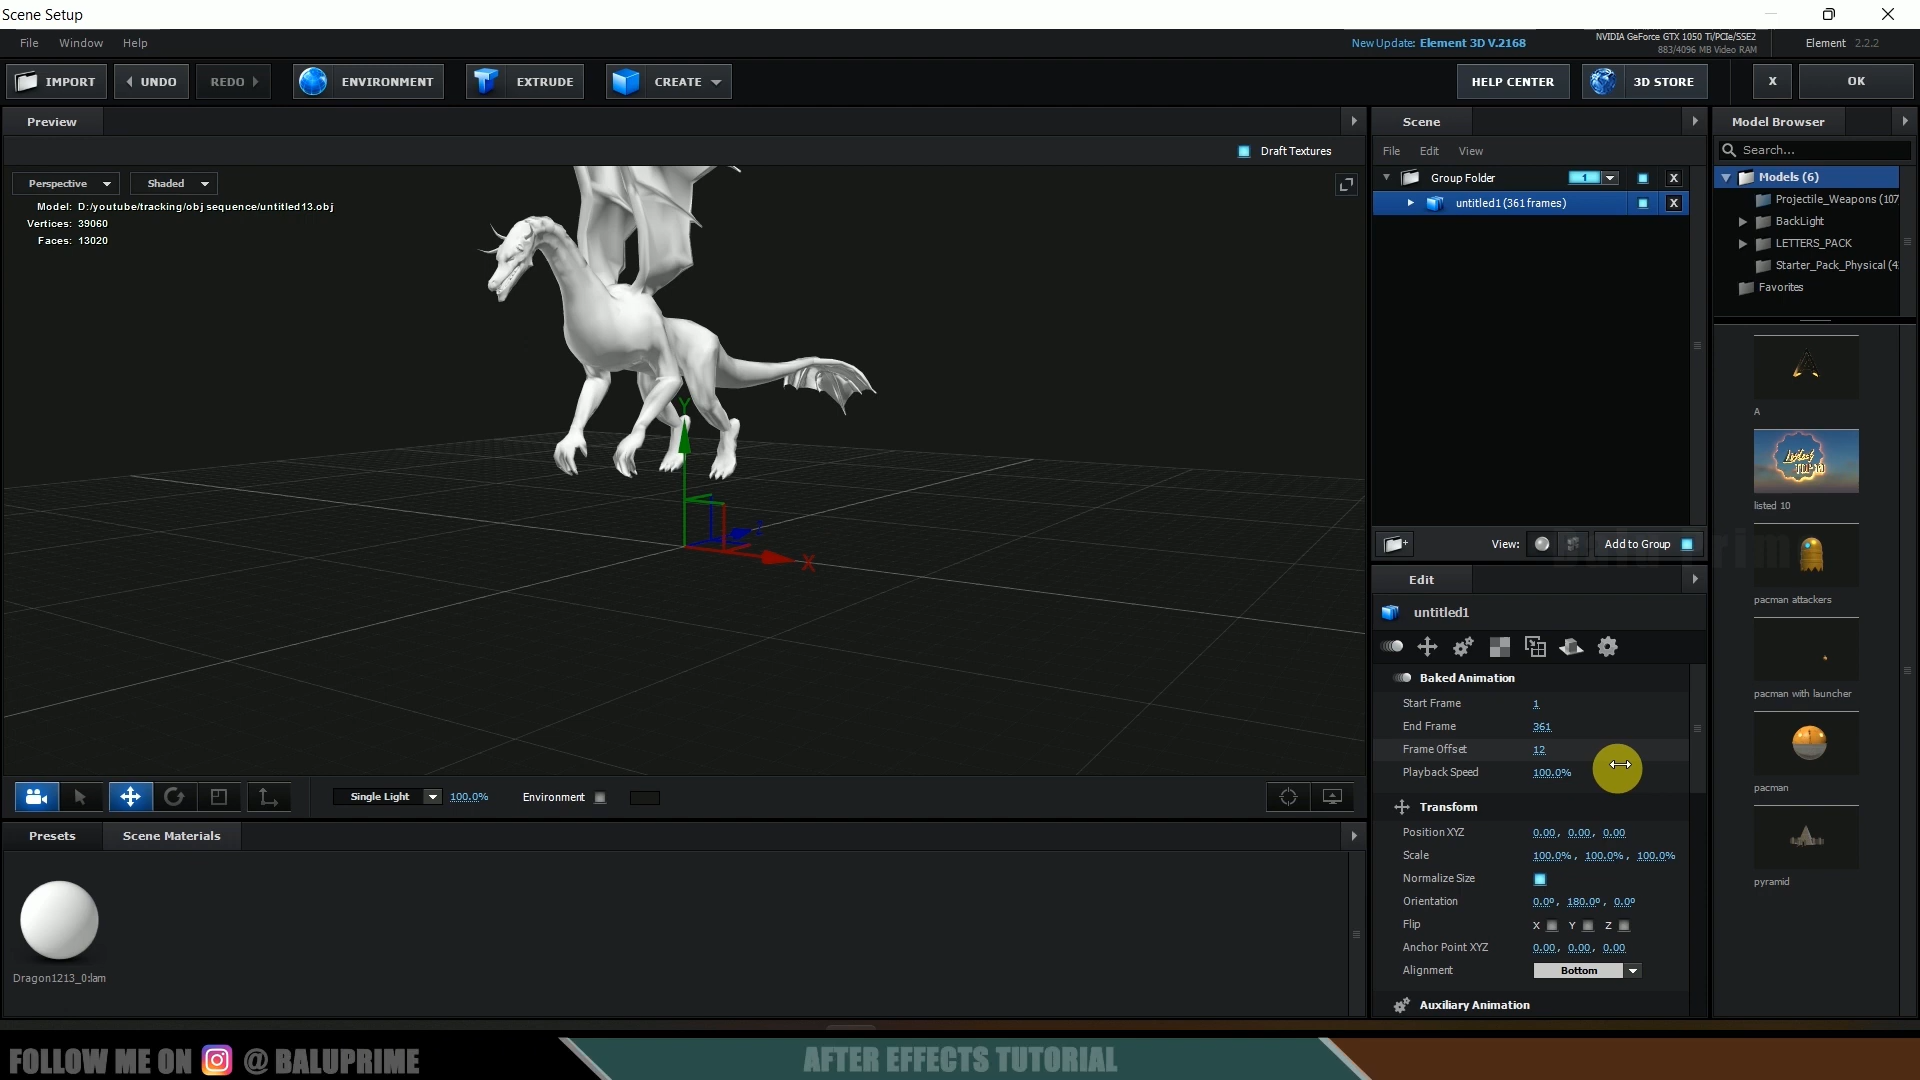 Scene Setup
File Window Help
New Update: Element 3D V.2168
NVIDIA GeForce GTX 1050 Ti/PCIe/SSE2
883/4096 MB Video RAM
Element 2.2.2
IMPORT UNDO REDO ENVIRONMENT EXTRUDE CREATE HELP CENTER 3D STORE X OK
Preview
Draft Textures
Perspective Shaded
Model: D:/youtube/tracking/obj sequence/untitled13.obj
Vertices: 39060
Faces: 13020
Y
X
Single Light 100.0% Environment
Presets Scene Materials
Dragon1213_0:lam
Scene
File Edit View
Group Folder 1 X
untitled1 (361 frames) X
View: Add to Group
Edit
untitled1
Baked Animation
Start Frame 1
End Frame 361
Frame Offset 12
Playback Speed 100.0%
Transform
Position XYZ 0.00, 0.00, 0.00
Scale 100.0%, 100.0%, 100.0%
Normalize Size
Orientation 0.0º, 180.0º, 0.0º
Flip X Y Z
Anchor Point XYZ 0.00, 0.00, 0.00
Alignment Bottom
Auxiliary Animation
Model Browser
Search...
Models (6)
Projectile_Weapons (107
BackLight
LETTERS_PACK
Starter_Pack_Physical (4
Favorites
A
listed 10
pacman attackers
pacman with launcher
pacman
pyramid
FOLLOW ME ON @ BALUPRIME
AFTER EFFECTS TUTORIAL